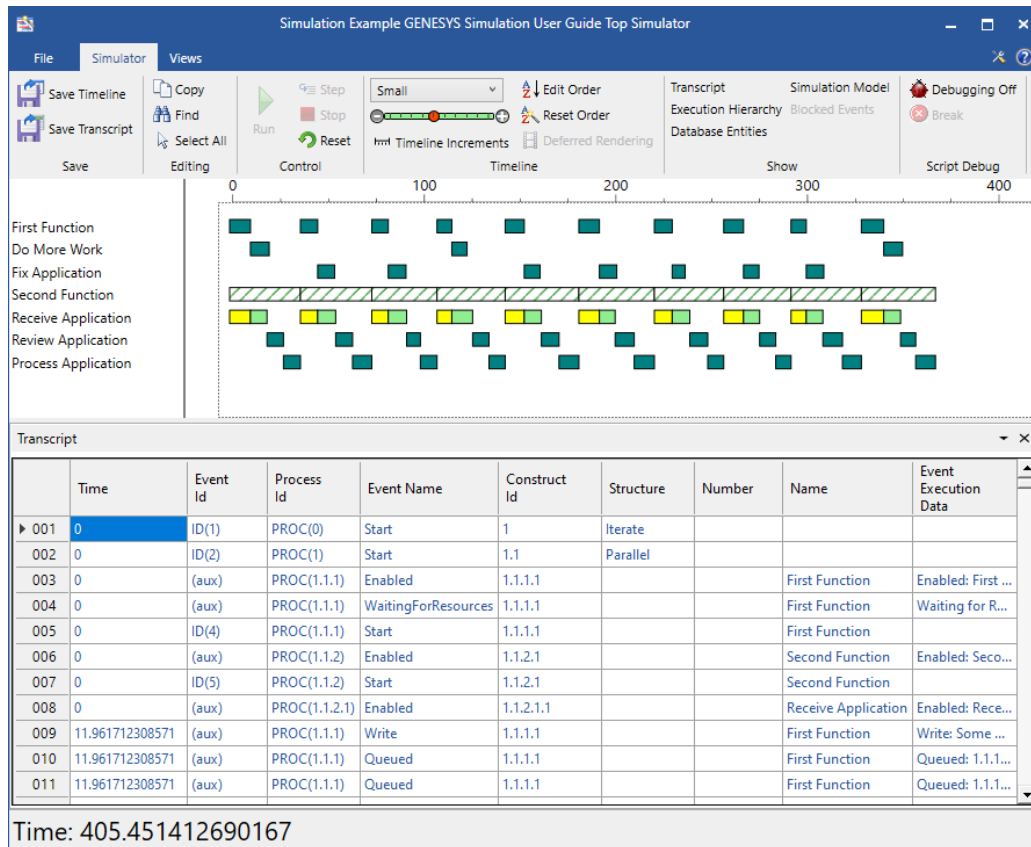 Simulation Example GENESYS Simulation User Guide Top Simulator
File Simulator Views
Save Timeline Copy Run Step Small Edit Order Transcript Simulation Model Debugging Off
Find Stop Execution Hierarchy Blocked Events Break
Save Transcript Select All Reset Timeline Increments Reset Order Database Entities
Deferred Rendering
Save Editing Control Timeline Show Script Debug
0 100 200 300 400
First Function
Do More Work
Fix Application
Second Function
Receive Application
Review Application
Process Application
Transcript
Time Event Id Process Id Event Name Construct Id Structure Number Name Event Execution Data
001 0 ID(1) PROC(0) Start 1 Iterate
002 0 ID(2) PROC(1) Start 1.1 Parallel
003 0 (aux) PROC(1.1.1) Enabled 1.1.1.1 First Function Enabled: First ...
004 0 (aux) PROC(1.1.1) WaitingForResources 1.1.1.1 First Function Waiting for R...
005 0 ID(4) PROC(1.1.1) Start 1.1.1.1 First Function
006 0 (aux) PROC(1.1.2) Enabled 1.1.2.1 Second Function Enabled: Seco...
007 0 ID(5) PROC(1.1.2) Start 1.1.2.1 Second Function
008 0 (aux) PROC(1.1.2.1) Enabled 1.1.2.1.1 Receive Application Enabled: Rece...
009 11.961712308571 (aux) PROC(1.1.1) Write 1.1.1.1 First Function Write: Some ...
010 11.961712308571 (aux) PROC(1.1.1) Queued 1.1.1.1 First Function Queued: 1.1.1...
011 11.961712308571 (aux) PROC(1.1.1) Queued 1.1.1.1 First Function Queued: 1.1.1...
Time: 405.451412690167